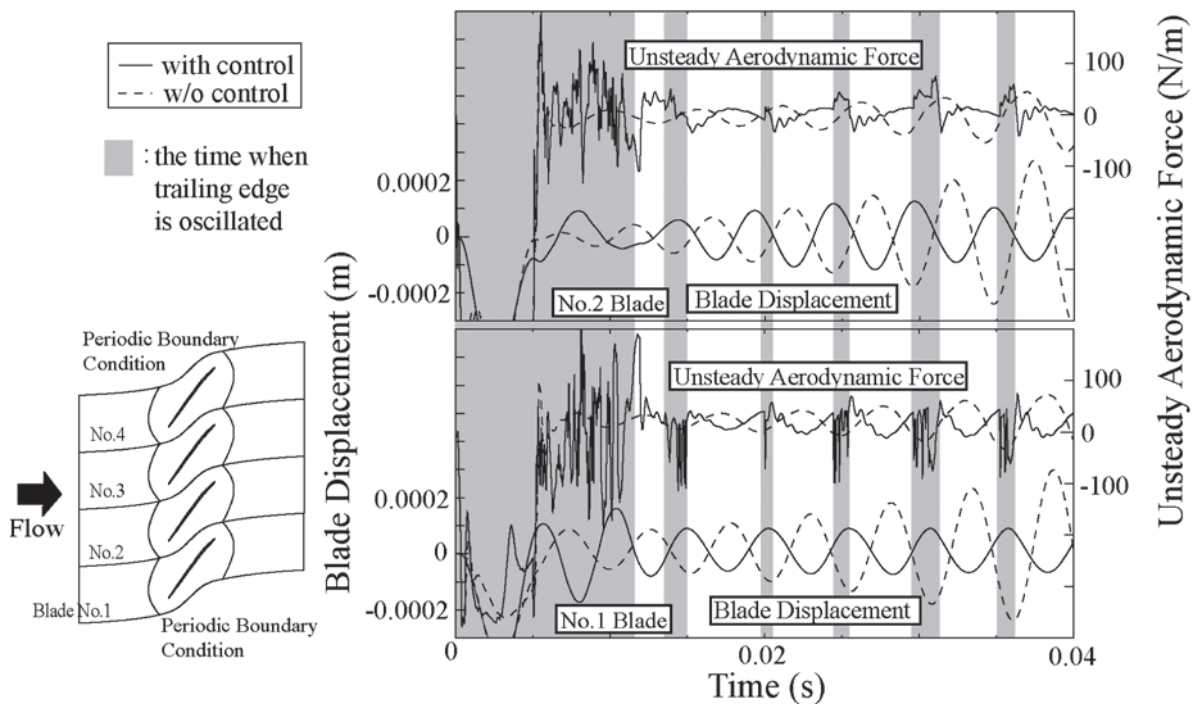 with control
w/o control
: the time when
trailing edge
is oscillated
Periodic Boundary
Condition
No.4
No.3
No.2
Blade No.1
Flow
Periodic Boundary
Condition
Blade Displacement (m)
0.0002
0
-0.0002
0.0002
0
-0.0002
Unsteady Aerodynamic Force
No.2 Blade
Blade Displacement
Unsteady Aerodynamic Force
No.1 Blade
Blade Displacement
100
0
-100
100
0
-100
Unsteady Aerodynamic Force (N/m)
0
0.02
0.04
Time (s)